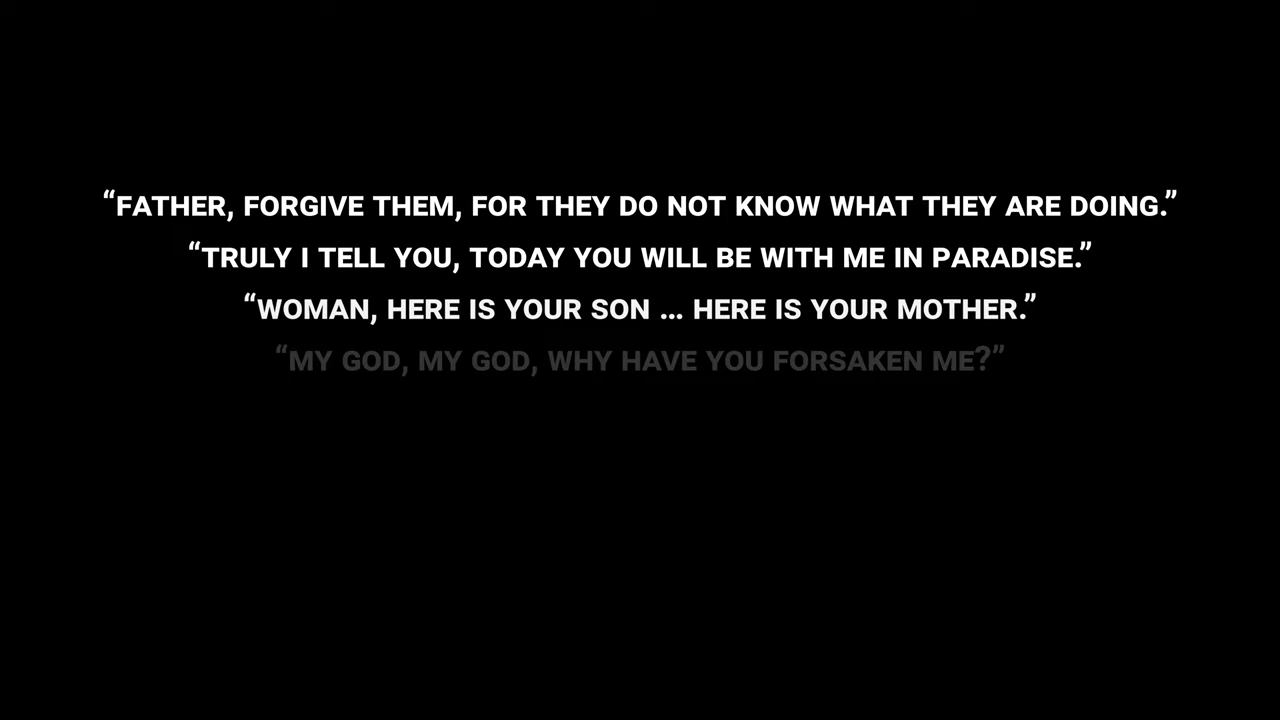 “FATHER, FORGIVE THEM, FOR THEY DO NOT KNOW WHAT THEY ARE DOING.”
“TRULY I TELL YOU, TODAY YOU WILL BE WITH ME IN PARADISE.”
“WOMAN, HERE IS YOUR SON … HERE IS YOUR MOTHER.”
“MY GOD, MY GOD, WHY HAVE YOU FORSAKEN ME?”